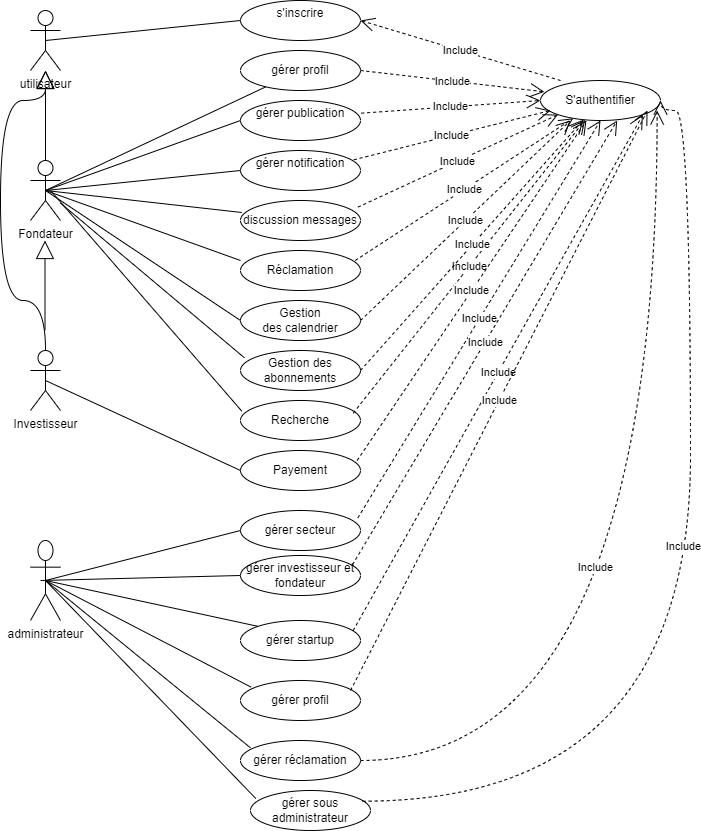 s'inscrire
Include
utilisateur
gérer profil
Include
S'authentifier
gérer publication
Include
gérer notification
Include
Include
discussion messages
Include
Fondateur
Include
Réclamation
Include
Include
Include
Gestion
des calendrier
Include
Include
Gestion des
abonnements
Include
Include
Recherche
Investisseur
Payement
gérer secteur
Include
gérer investisseur et
fondateur
Include
administrateur
gérer startup
gérer profil
gérer réclamation
gérer sous
administrateur